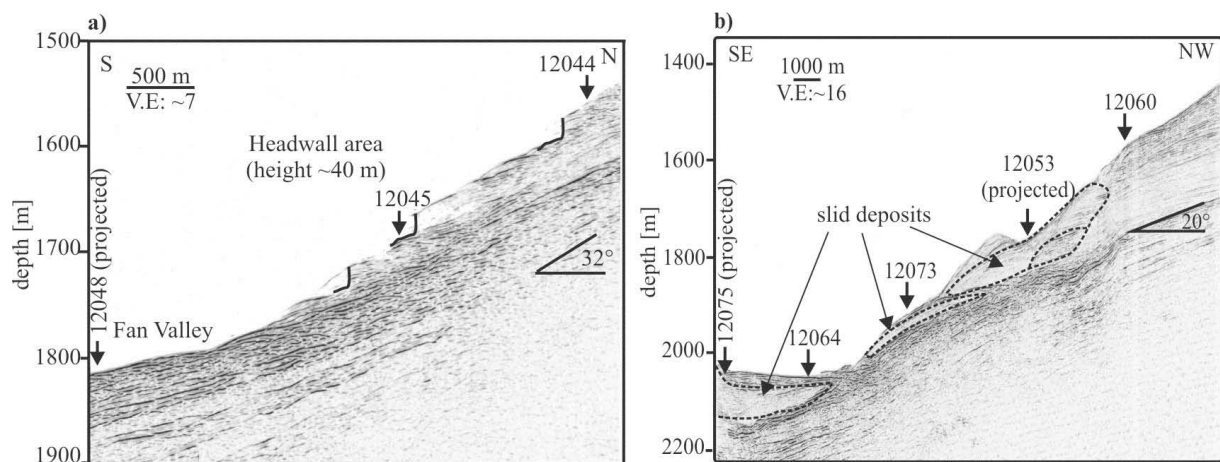 a)
S
N
500 m
V.E: ~7
12044
Headwall area
(height ~40 m)
12045
12048 (projected)
Fan Valley
32°
depth [m]
1500
1600
1700
1800
1900
b)
SE
NW
1000 m
V.E:~16
12060
12053
(projected)
slid deposits
12073
12064
12075 (projected)
20°
depth [m]
1400
1600
1800
2000
2200